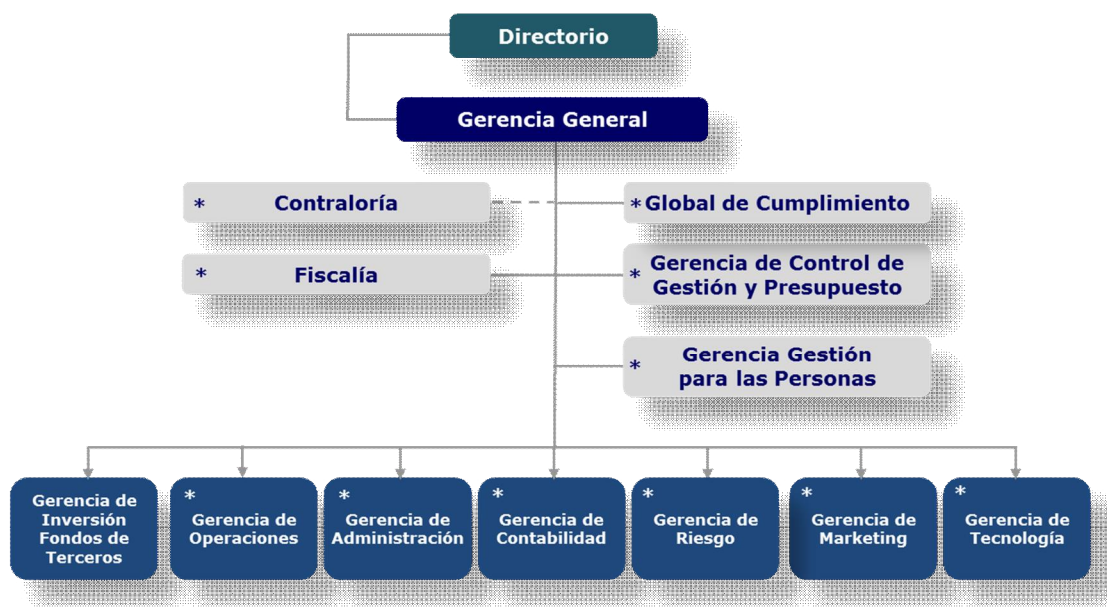 Directorio
Gerencia General
* Contraloría
* Global de Cumplimiento
* Fiscalía
* Gerencia de Control de
Gestión y Presupuesto
* Gerencia Gestión
para las Personas
Gerencia de
Inversión
Fondos de
Terceros
*
Gerencia de
Operaciones
*
Gerencia de
Administración
*
Gerencia de
Contabilidad
*
Gerencia de
Riesgo
*
Gerencia de
Marketing
*
Gerencia de
Tecnología